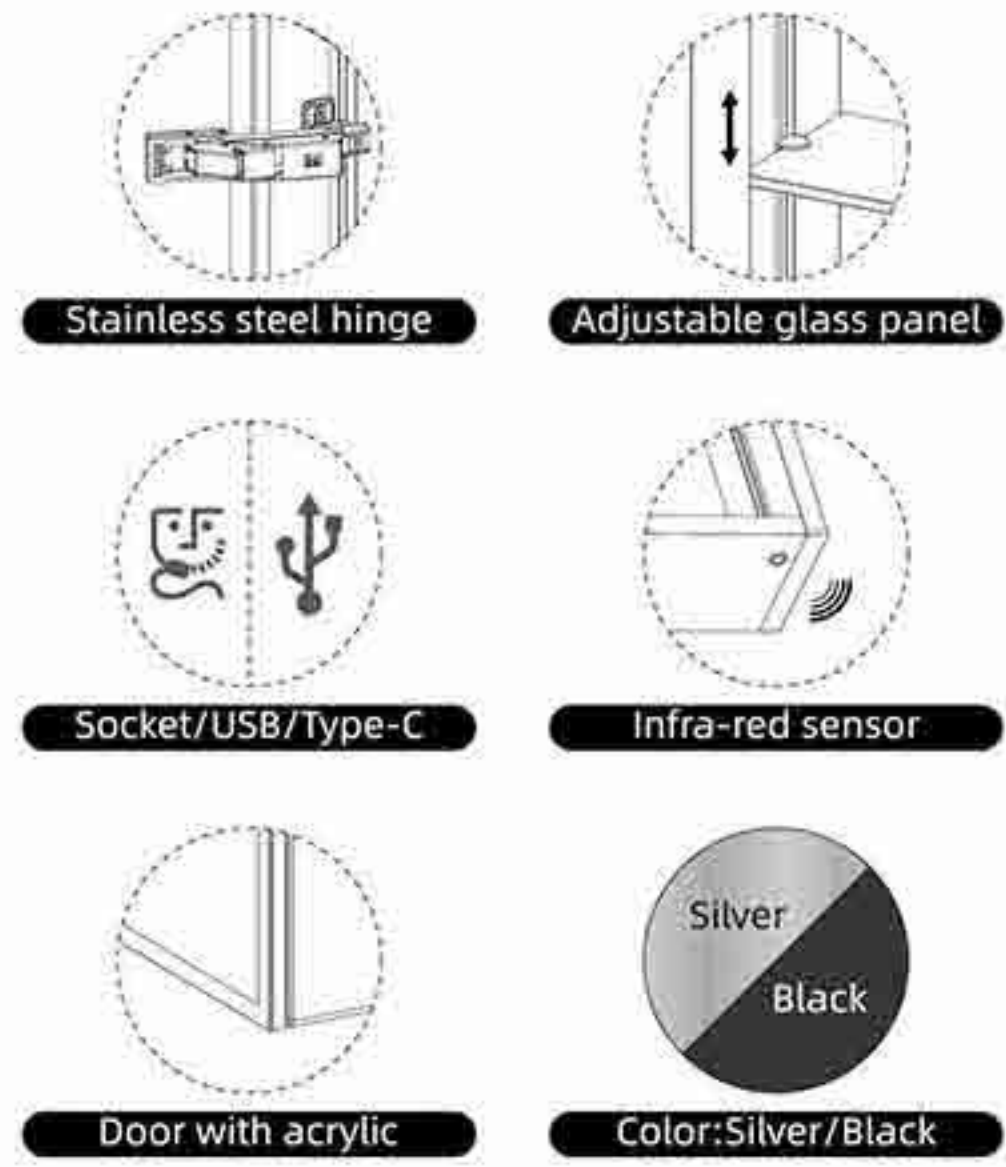 Stainless steel hinge
Adjustable glass panel
Socket/USB/Type-C
Infra-red sensor
Silver
Black
Door with acrylic
Color:Silver/Black